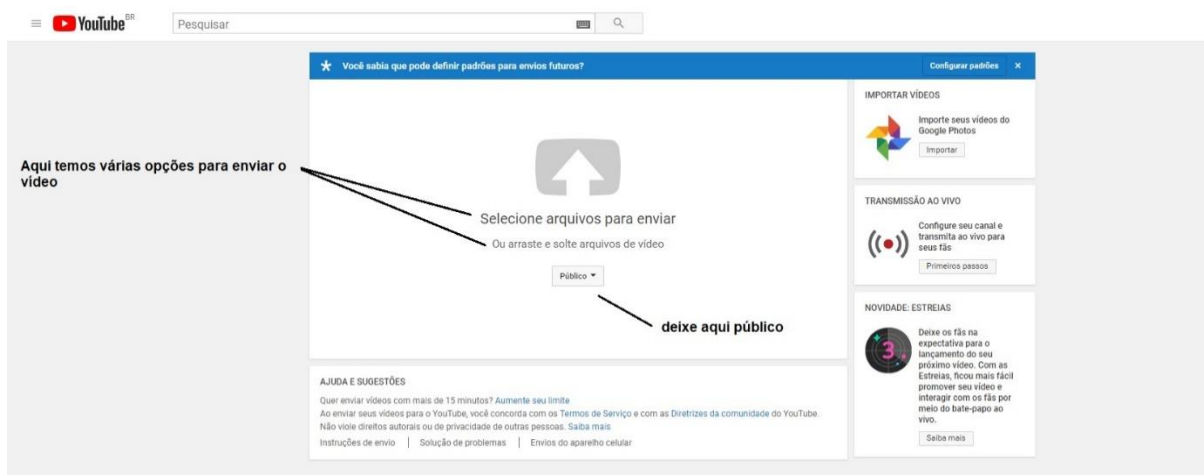 YouTube BR
Pesquisar
Você sabia que pode definir padrões para envios futuros?
Configurar padrões ×
Aqui temos várias opções para enviar o
vídeo
Selecione arquivos para enviar
Ou arraste e solte arquivos de vídeo
Público
deixe aqui público
AJUDA E SUGESTÕES
Quer enviar vídeos com mais de 15 minutos? Aumente seu limite
Ao enviar seus vídeos para o YouTube, você concorda com os Termos de Serviço e com as Diretrizes da comunidade do YouTube.
Não viole direitos autorais ou de privacidade de outras pessoas. Saiba mais
Instruções de envio | Solução de problemas | Envios do aparelho celular
IMPORTAR VÍDEOS
Importe seus vídeos do
Google Photos
Importar
TRANSMISSÃO AO VIVO
Configure seu canal e
transmita ao vivo para
seus fãs
Primeiros passos
NOVIDADE: ESTREIAS
3
Deixe os fãs na
expectativa para o
lançamento do seu
próximo vídeo. Com as
Estreias, ficou mais fácil
promover seu vídeo e
interagir com os fãs por
meio do bate-papo ao
vivo.
Saiba mais